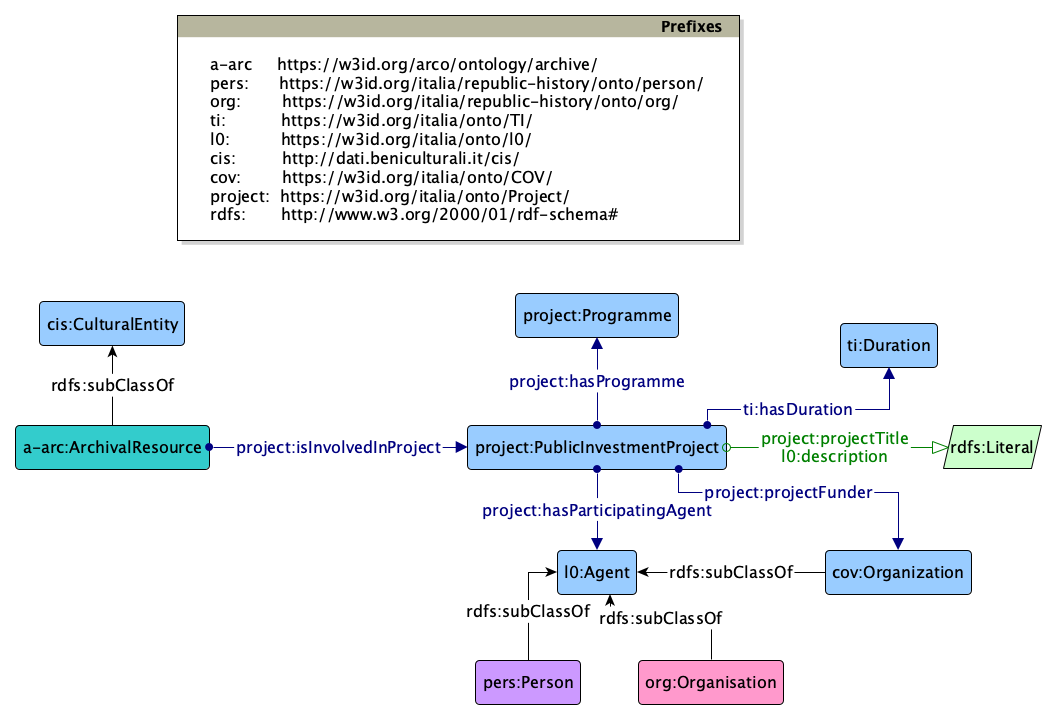 Prefixes
a-arc https://w3id.org/arco/ontology/archive/
pers: https://w3id.org/italia/republic-history/onto/person/
org: https://w3id.org/italia/republic-history/onto/org/
ti: https://w3id.org/italia/onto/TI/
l0: https://w3id.org/italia/onto/l0/
cis: http://dati.beniculturali.it/cis/
cov: https://w3id.org/italia/onto/COV/
project: https://w3id.org/italia/onto/Project/
rdfs: http://www.w3.org/2000/01/rdf-schema#
cis:CulturalEntity
project:Programme
ti:Duration
rdfs:subClassOf
project:hasProgramme
ti:hasDuration
a-arc:ArchivalResource
project:isInvolvedInProject
project:PublicInvestmentProject
project:projectTitle
l0:description
rdfs:Literal
project:projectFunder
project:hasParticipatingAgent
l0:Agent
rdfs:subClassOf
cov:Organization
rdfs:subClassOf
rdfs:subClassOf
pers:Person
org:Organisation